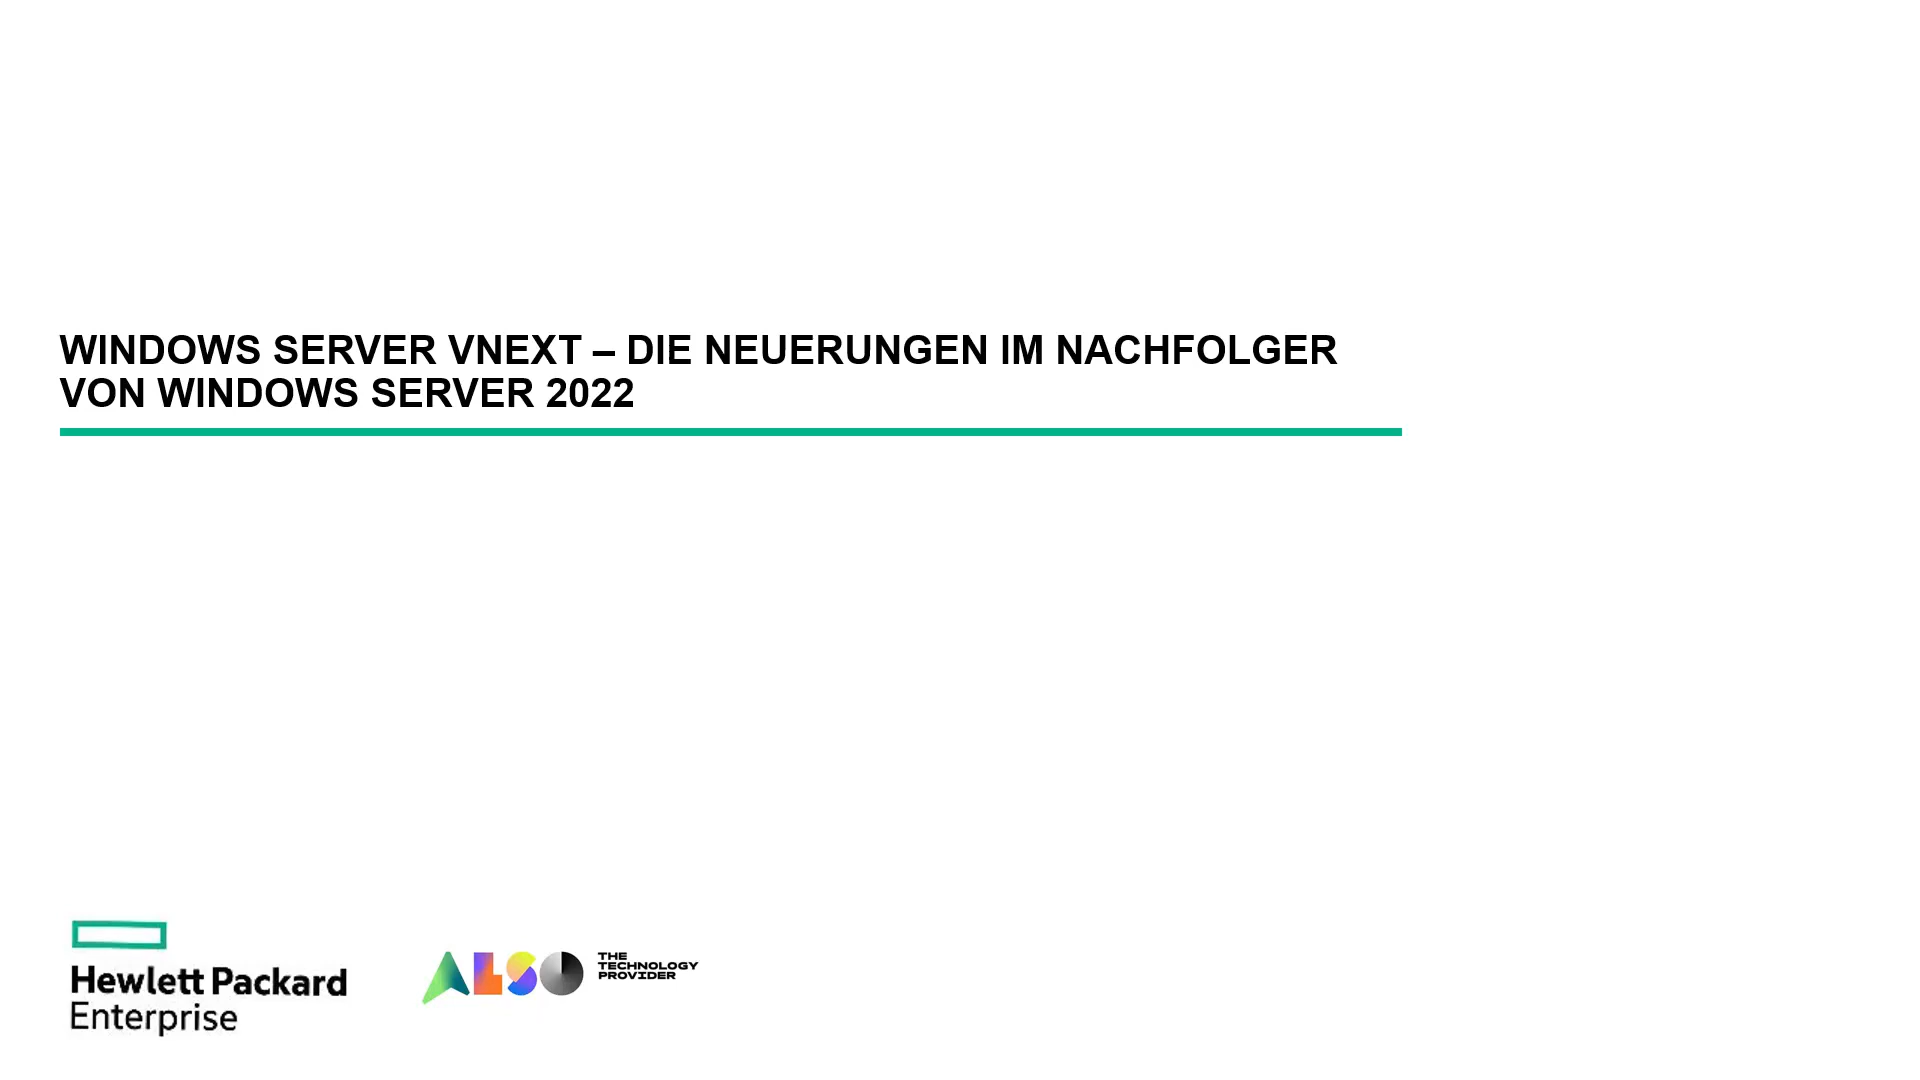 WINDOWS SERVER VNEXT – DIE NEUERUNGEN IM NACHFOLGER
VON WINDOWS SERVER 2022
Hewlett Packard
Enterprise
ALSO
THE
TECHNOLOGY
PROVIDER